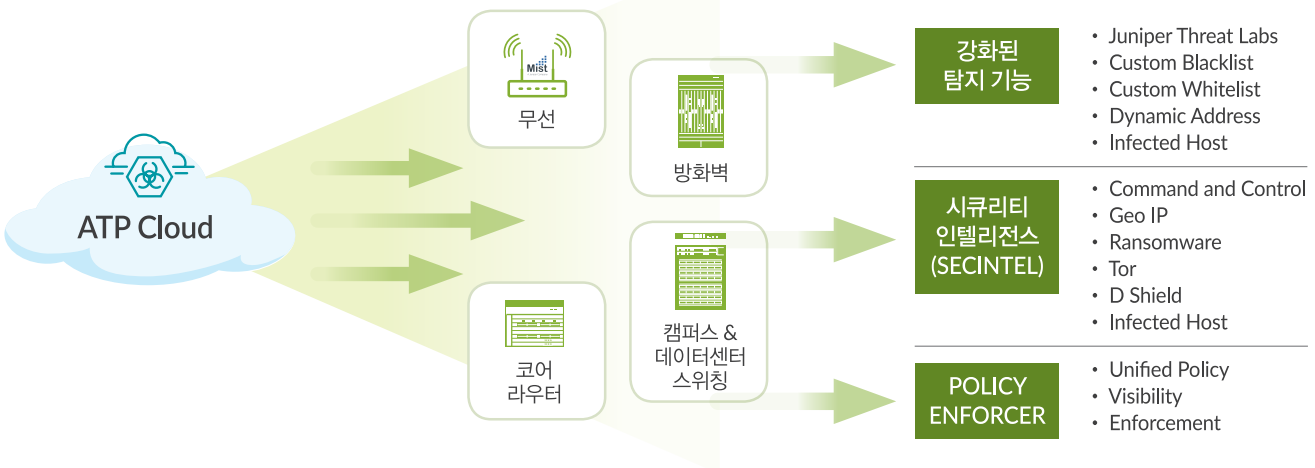 ATP Cloud
Mist
무선
방화벽
코어
라우터
캠퍼스 &
데이터센터
스위칭
강화된
탐지 기능
• Juniper Threat Labs
• Custom Blacklist
• Custom Whitelist
• Dynamic Address
• Infected Host
시큐리티
인텔리전스
(SECINTEL)
• Command and Control
• Geo IP
• Ransomware
• Tor
• D Shield
• Infected Host
POLICY
ENFORCER
• Unified Policy
• Visibility
• Enforcement